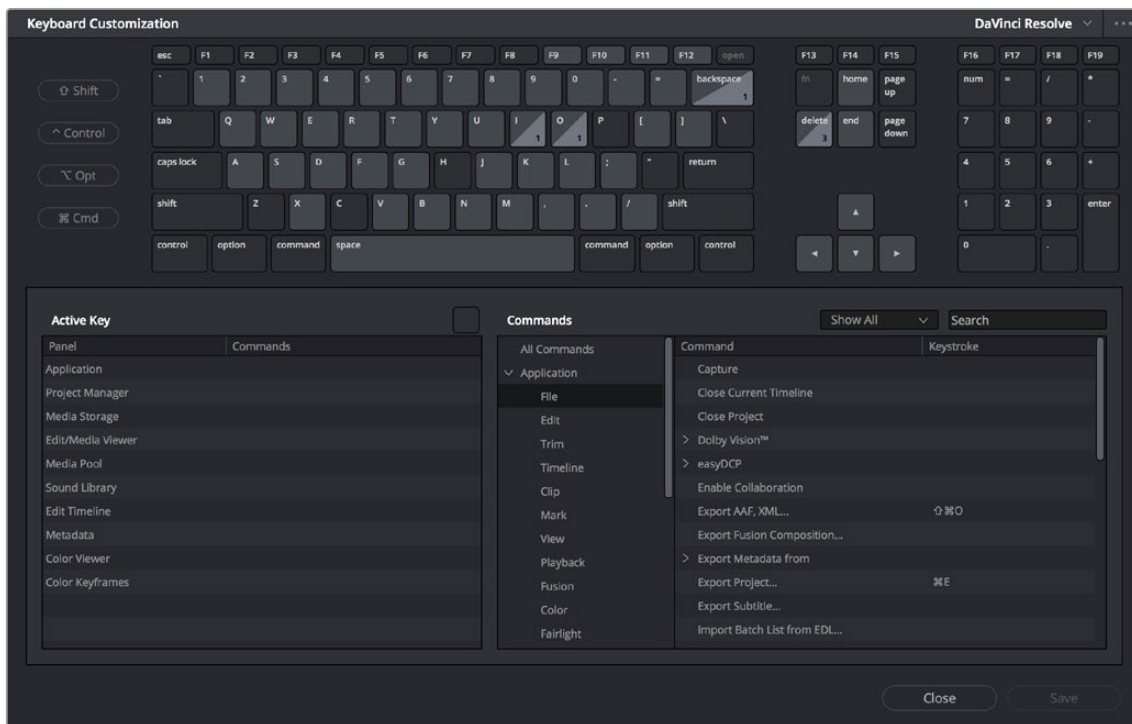 Keyboard Customization DaVinci Resolve
esc F1 F2 F3 F4 F5 F6 F7 F8 F9 F10 F11 F12 open F13 F14 F15 F16 F17 F18 F19
⇧ Shift ` 1 2 3 4 5 6 7 8 9 0 - = backspace 1 fn home page up num = / *
^ Control tab Q W E R T Y U I 1 O 1 P [ ] \ delete 3 end page down 7 8 9 -
⌥ Opt caps lock A S D F G H J K L ; " return 4 5 6 +
⌘ Cmd shift Z X C V B N M , . / shift 1 2 3 enter
control option command space command option control 0 .
Active Key Commands Show All Search
Panel Commands All Commands Command Keystroke
Application Application Capture
Project Manager File Close Current Timeline
Media Storage Edit Close Project
Edit/Media Viewer Trim Dolby Vision™
Media Pool Timeline easyDCP
Sound Library Clip Enable Collaboration
Edit Timeline Mark Export AAF, XML... ⇧⌘O
Metadata View Export Fusion Composition...
Color Viewer Playback Export Metadata from
Color Keyframes Fusion Export Project... ⌘E
Color Export Subtitle...
Fairlight Import Batch List from EDL...
Close Save